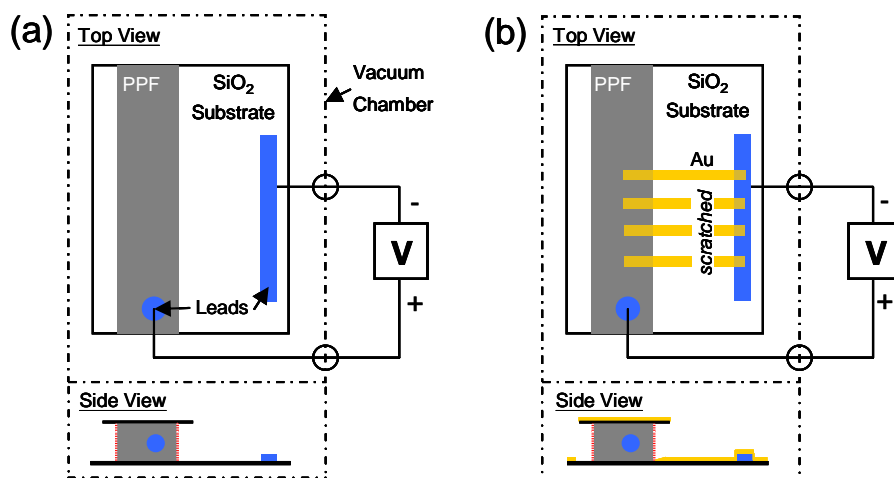 (a)
Top View
PPF
SiO₂
Substrate
Vacuum
Chamber
-
V
+
Leads
Side View
(b)
Top View
PPF
SiO₂
Substrate
Au
scratched
-
V
+
Side View